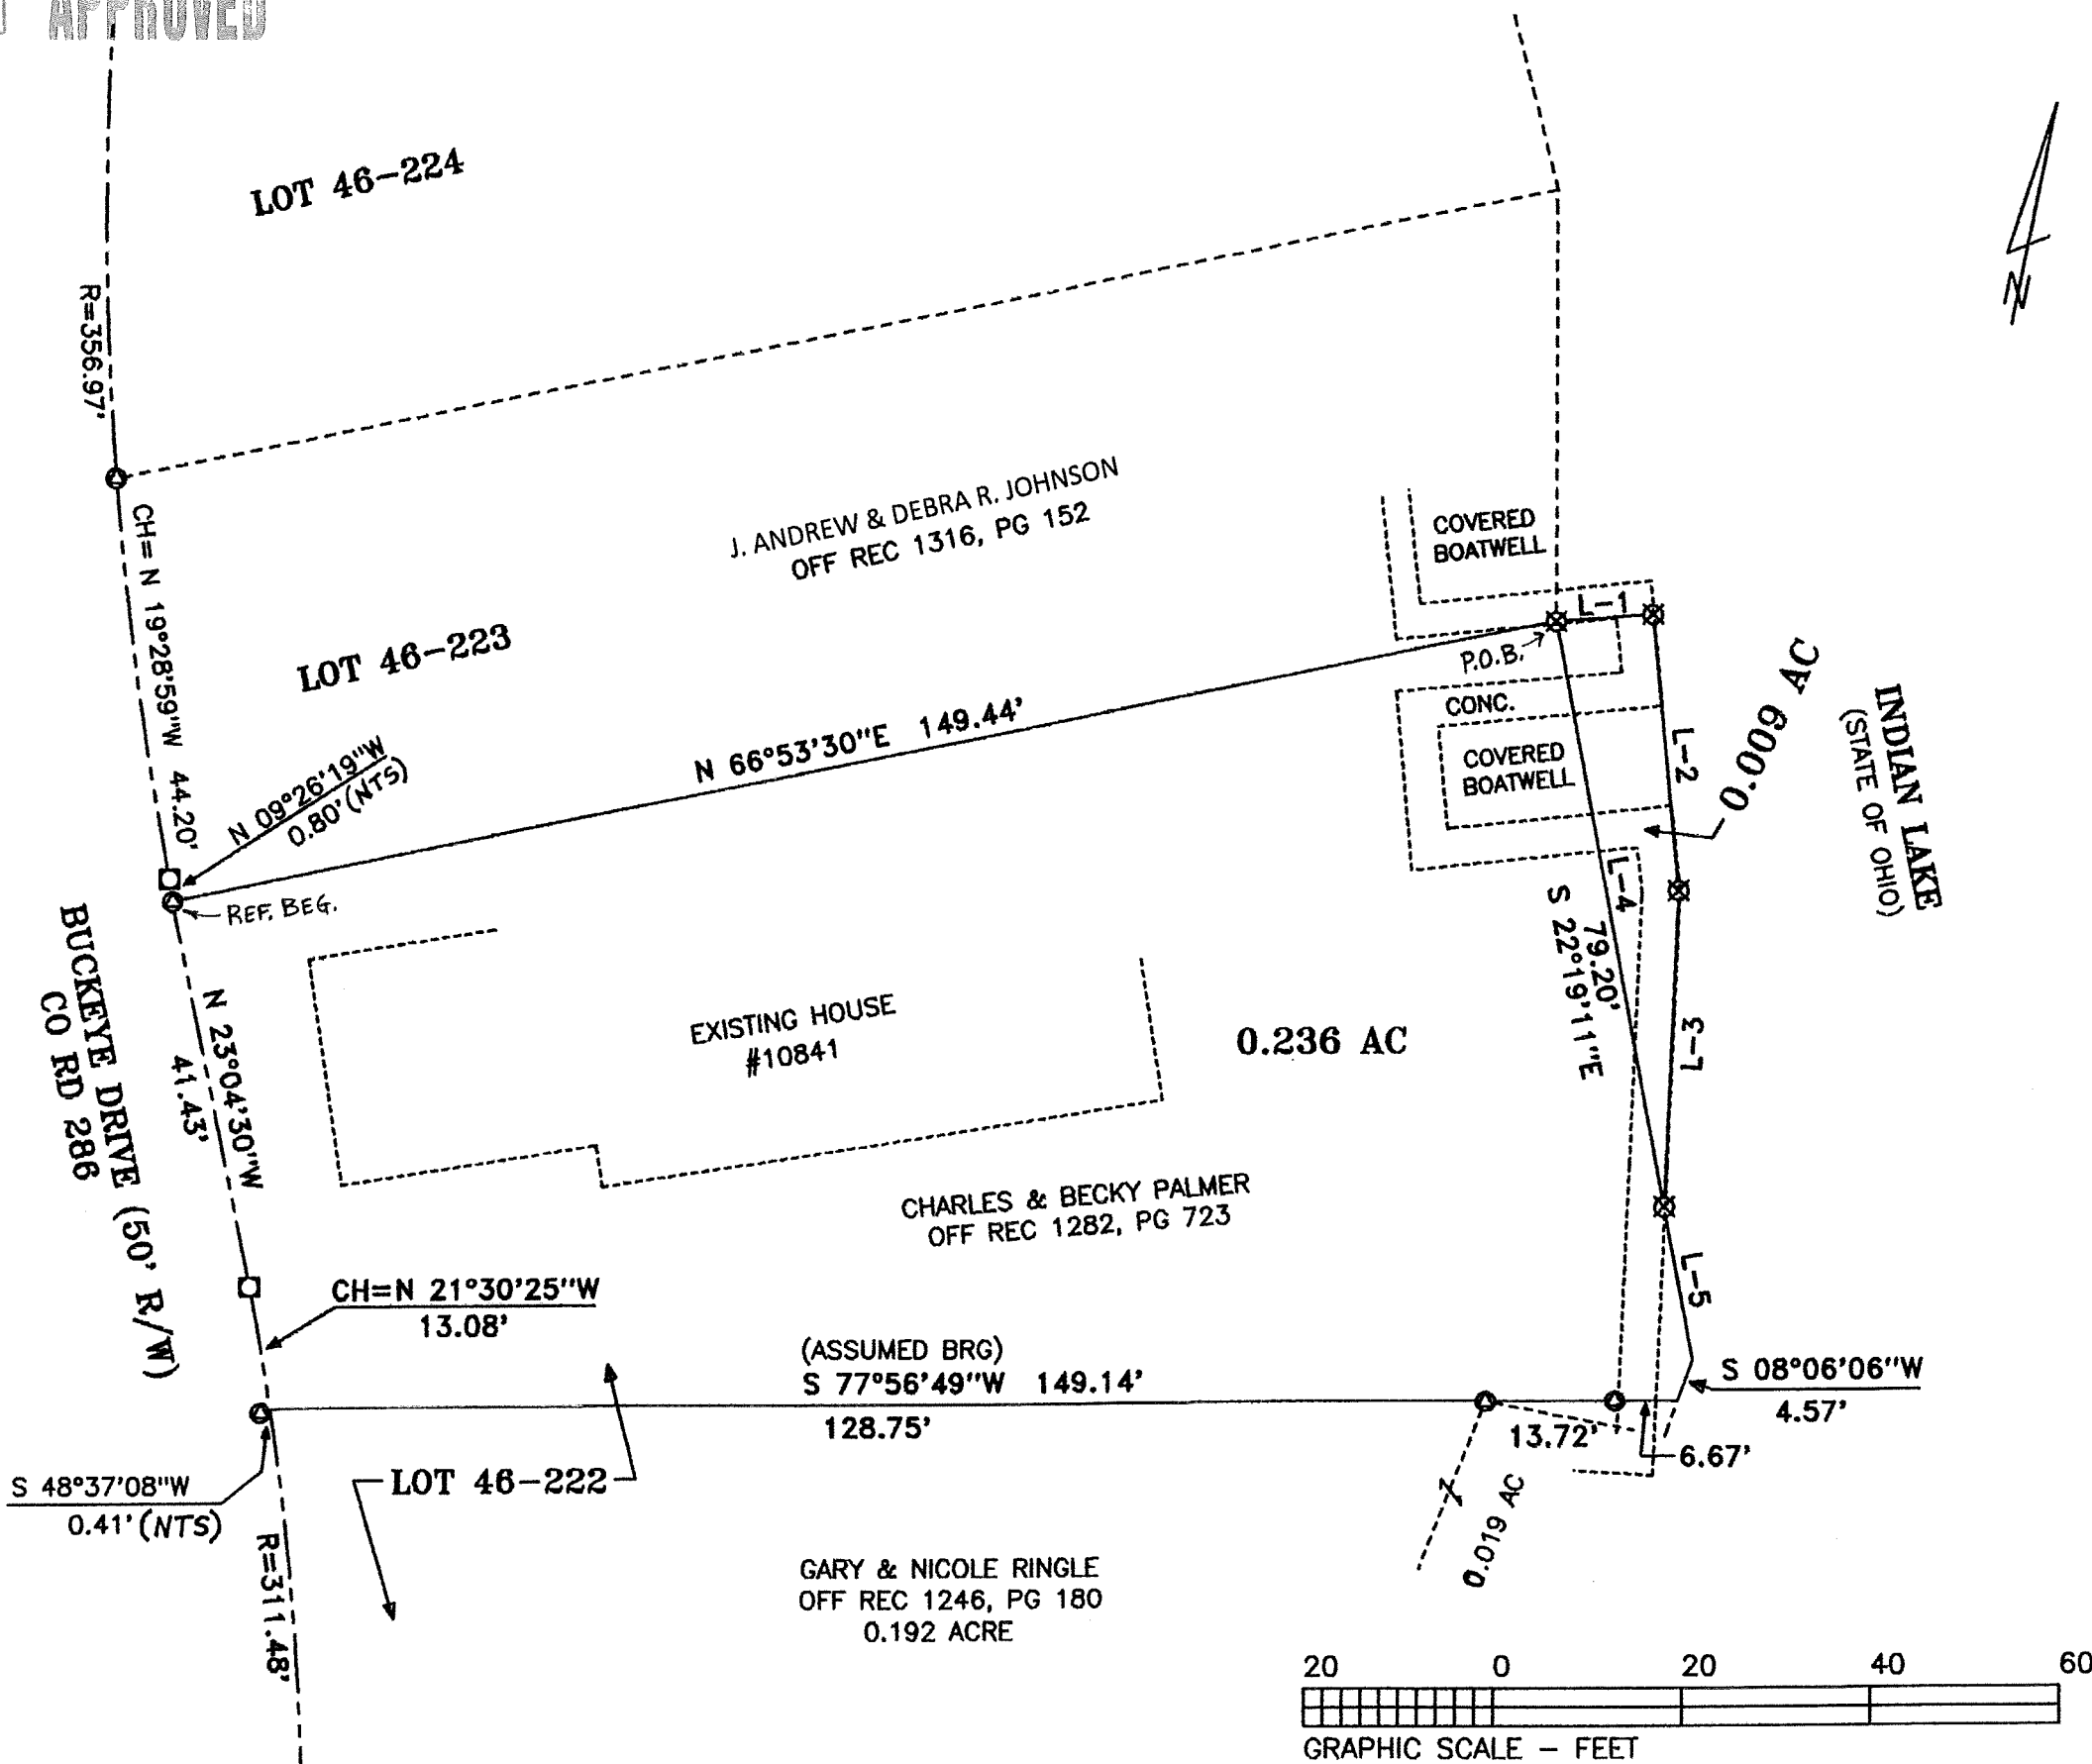 APPROVED
LOT 46-224
R=356.97'
N
J. ANDREW & DEBRA R. JOHNSON
OFF REC 1316, PG 152
COVERED
BOATWELL
CH= N 19°28'59"W 44.20'
LOT 46-223
L-1
P.O.B.
N 66°53'30"E 149.44'
CONC.
COVERED
BOATWELL
L-2
0.009 AC
INDIAN LAKE
(STATE OF OHIO)
N 09°26'19"W
0.80' (NTS)
REF. BEG.
L-4
79.20'
S 22°19'11"E
BUCKEYE DRIVE (50' R/W)
CO RD 286
N 23°04'30"W
41.43'
EXISTING HOUSE
#10841
0.236 AC
L-3
CHARLES & BECKY PALMER
OFF REC 1282, PG 723
L-5
CH=N 21°30'25"W
13.08'
(ASSUMED BRG)
S 77°56'49"W 149.14'
128.75'
S 08°06'06"W
4.57'
13.72'
6.67'
LOT 46-222
S 48°37'08"W
0.41' (NTS)
0.019 AC
R=311.48'
GARY & NICOLE RINGLE
OFF REC 1246, PG 180
0.192 ACRE
20 0 20 40 60
GRAPHIC SCALE - FEET